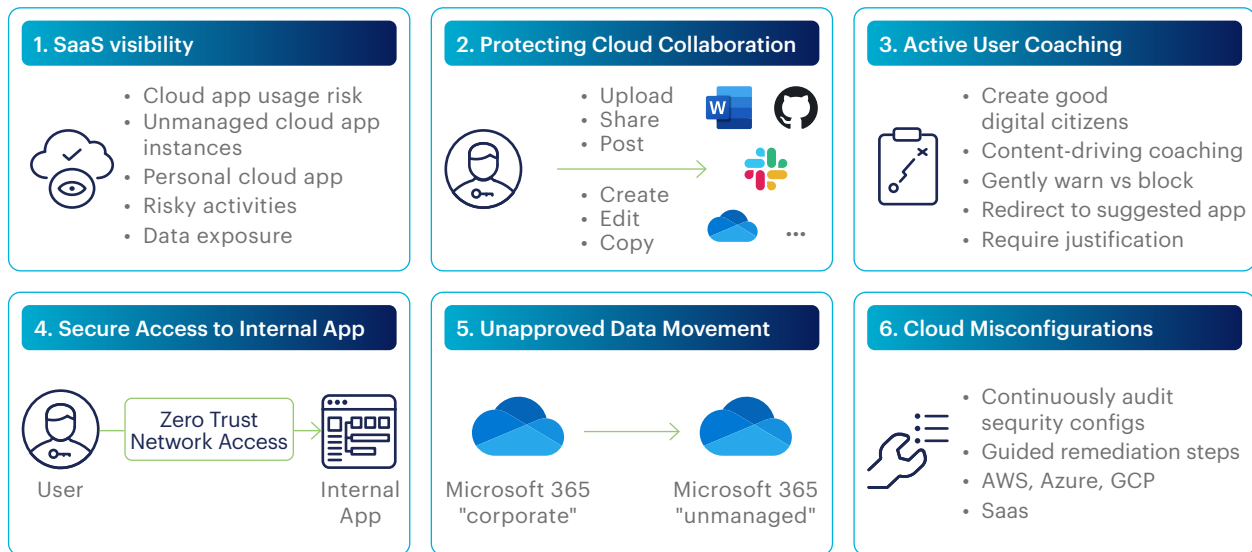 1. SaaS visibility
• Cloud app usage risk
• Unmanaged cloud app
instances
• Personal cloud app
• Risky activities
• Data exposure
2. Protecting Cloud Collaboration
• Upload
• Share
• Post
• Create
• Edit
• Copy
W
...
3. Active User Coaching
• Create good
digital citizens
• Content-driving coaching
• Gently warn vs block
• Redirect to suggested app
• Require justification
4. Secure Access to Internal App
Zero Trust
Network Access
User
Internal
App
5. Unapproved Data Movement
Microsoft 365
"corporate"
Microsoft 365
"unmanaged"
6. Cloud Misconfigurations
• Continuously audit
sequrity configs
• Guided remediation steps
• AWS, Azure, GCP
• Saas